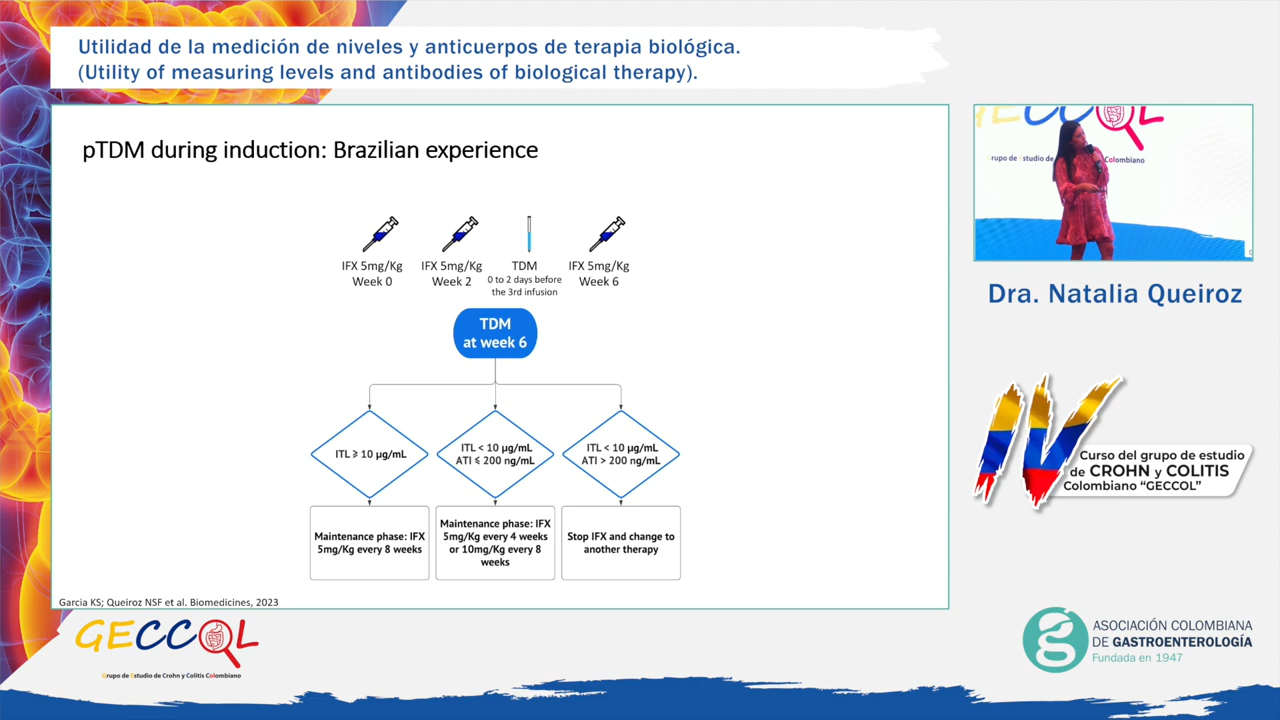 Utilidad de la medición de niveles y anticuerpos de terapia biológica.
(Utility of measuring levels and antibodies of biological therapy).
pTDM during induction: Brazilian experience
IFX 5mg/Kg
Week 0
IFX 5mg/Kg
Week 2
TDM
0 to 2 days before
the 3rd infusion
IFX 5mg/Kg
Week 6
TDM
at week 6
ITL ⩾ 10 µg/mL
ITL < 10 µg/mL
ATI ⩽ 200 ng/mL
ITL < 10 µg/mL
ATI > 200 ng/mL
Maintenance phase: IFX
5mg/Kg every 8 weeks
Maintenance phase: IFX
5mg/Kg every 4 weeks
or 10mg/Kg every 8
weeks
Stop IFX and change to
another therapy
Garcia KS; Queiroz NSF et al. Biomedicines, 2023
GECCOL
Grupo de Estudio de Crohn y Colitis Colombiano
rupo de studio de
Colombiano
Dra. Natalia Queiroz
IV
Curso del grupo de estudio
de CROHN y COLITIS
Colombiano “GECCOL”
ASOCIACIÓN COLOMBIANA
DE GASTROENTEROLOGÍA
Fundada en 1947